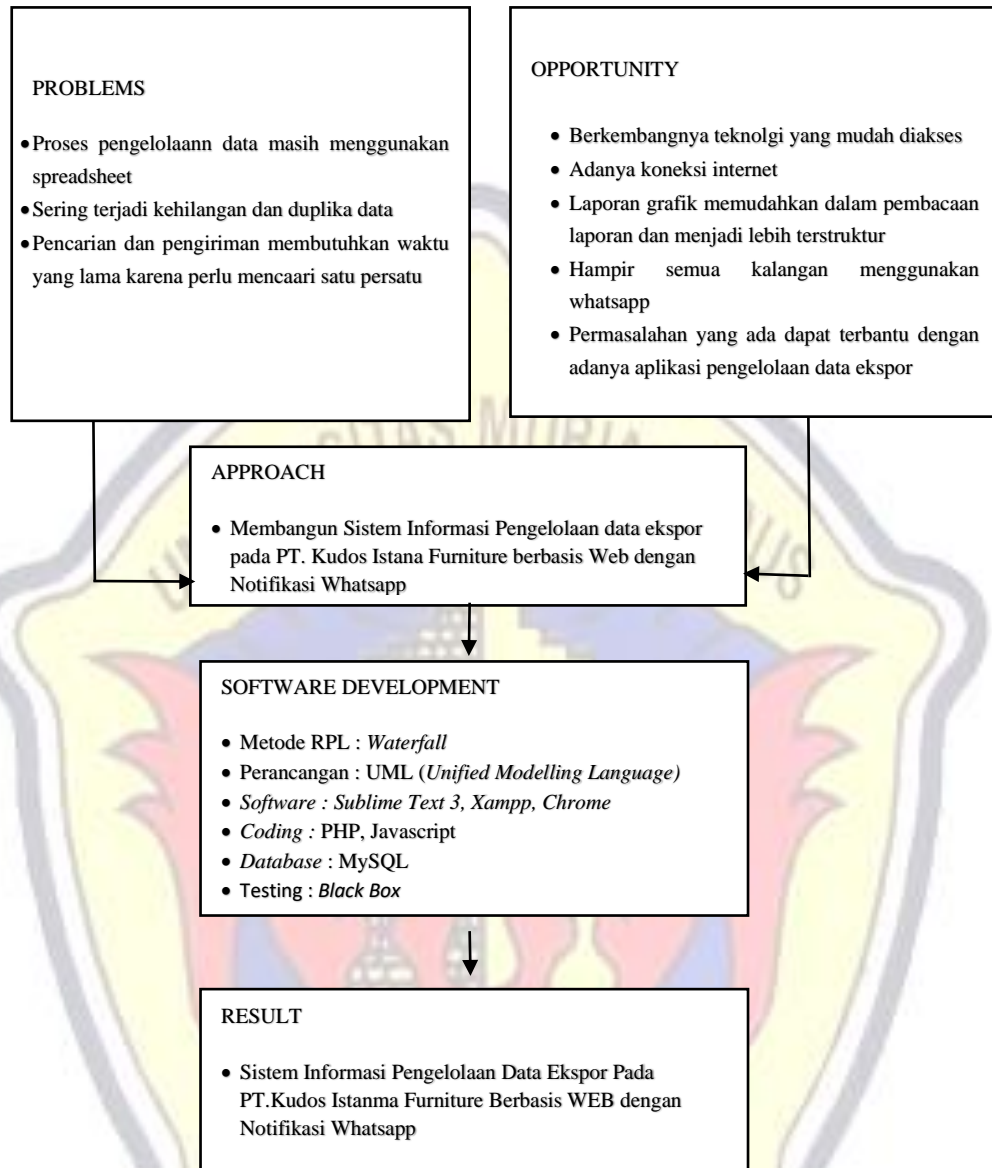 PROBLEMS
• Proses pengelolaann data masih menggunakan
spreadsheet
• Sering terjadi kehilangan dan duplika data
• Pencarian dan pengiriman membutuhkan waktu
yang lama karena perlu mencaari satu persatu
OPPORTUNITY
• Berkembangnya teknolgi yang mudah diakses
• Adanya koneksi internet
• Laporan grafik memudahkan dalam pembacaan
laporan dan menjadi lebih terstruktur
• Hampir semua kalangan menggunakan
whatsapp
• Permasalahan yang ada dapat terbantu dengan
adanya aplikasi pengelolaan data ekspor
APPROACH
• Membangun Sistem Informasi Pengelolaan data ekspor
pada PT. Kudos Istana Furniture berbasis Web dengan
Notifikasi Whatsapp
SOFTWARE DEVELOPMENT
• Metode RPL : Waterfall
• Perancangan : UML (Unified Modelling Language)
• Software : Sublime Text 3, Xampp, Chrome
• Coding : PHP, Javascript
• Database : MySQL
• Testing : Black Box
RESULT
• Sistem Informasi Pengelolaan Data Ekspor Pada
PT.Kudos Istanma Furniture Berbasis WEB dengan
Notifikasi Whatsapp